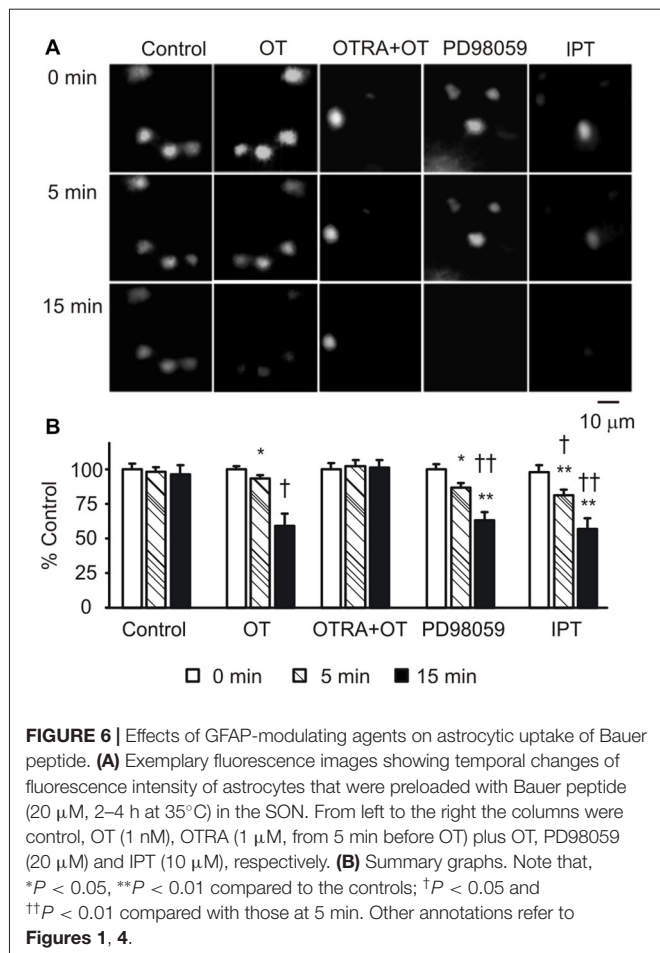 A
Control OT OTRA+OT PD98059 IPT
0 min
5 min
15 min
10 μm
B
% Control
100
75
50
25
0
* † * †† ** † ** †† **
Control OT OTRA+OT PD98059 IPT
0 min 5 min 15 min
FIGURE 6 | Effects of GFAP-modulating agents on astrocytic uptake of Bauer
peptide. (A) Exemplary fluorescence images showing temporal changes of
fluorescence intensity of astrocytes that were preloaded with Bauer peptide
(20 μM, 2–4 h at 35°C) in the SON. From left to the right the columns were
control, OT (1 nM), OTRA (1 μM, from 5 min before OT) plus OT, PD98059
(20 μM) and IPT (10 μM), respectively. (B) Summary graphs. Note that,
*P < 0.05, **P < 0.01 compared to the controls; †P < 0.05 and
††P < 0.01 compared with those at 5 min. Other annotations refer to
Figures 1, 4.